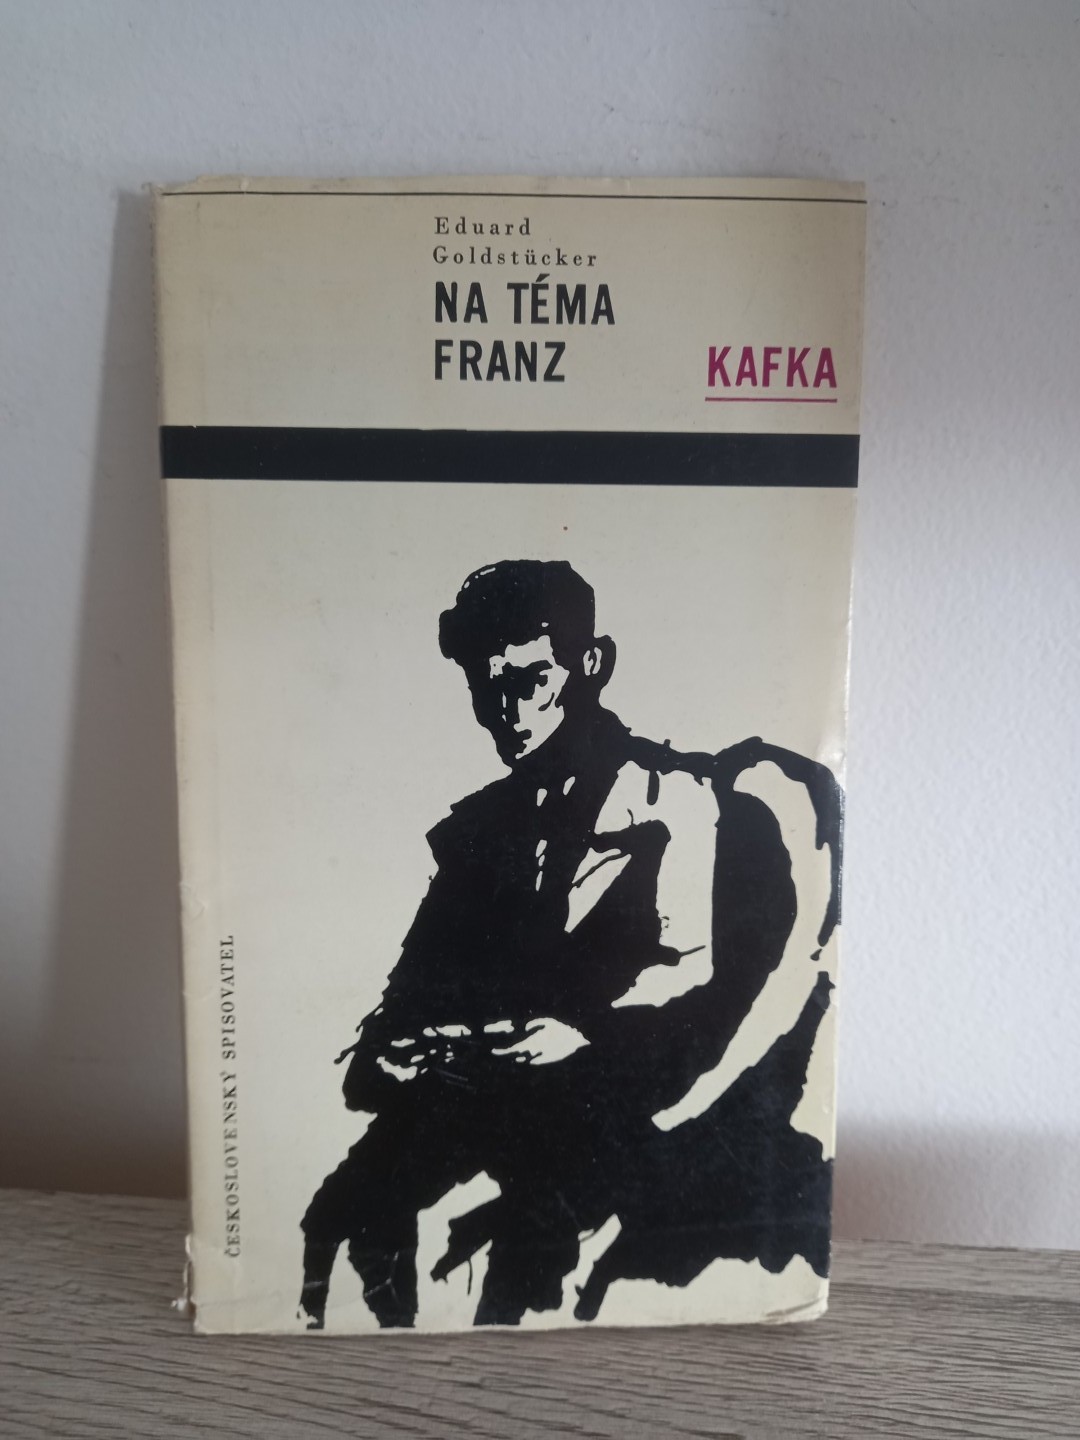 Eduard
Goldstücker
NA TÉMA
FRANZ KAFKA
ČESKOSLOVENSKÝ SPISOVATEL